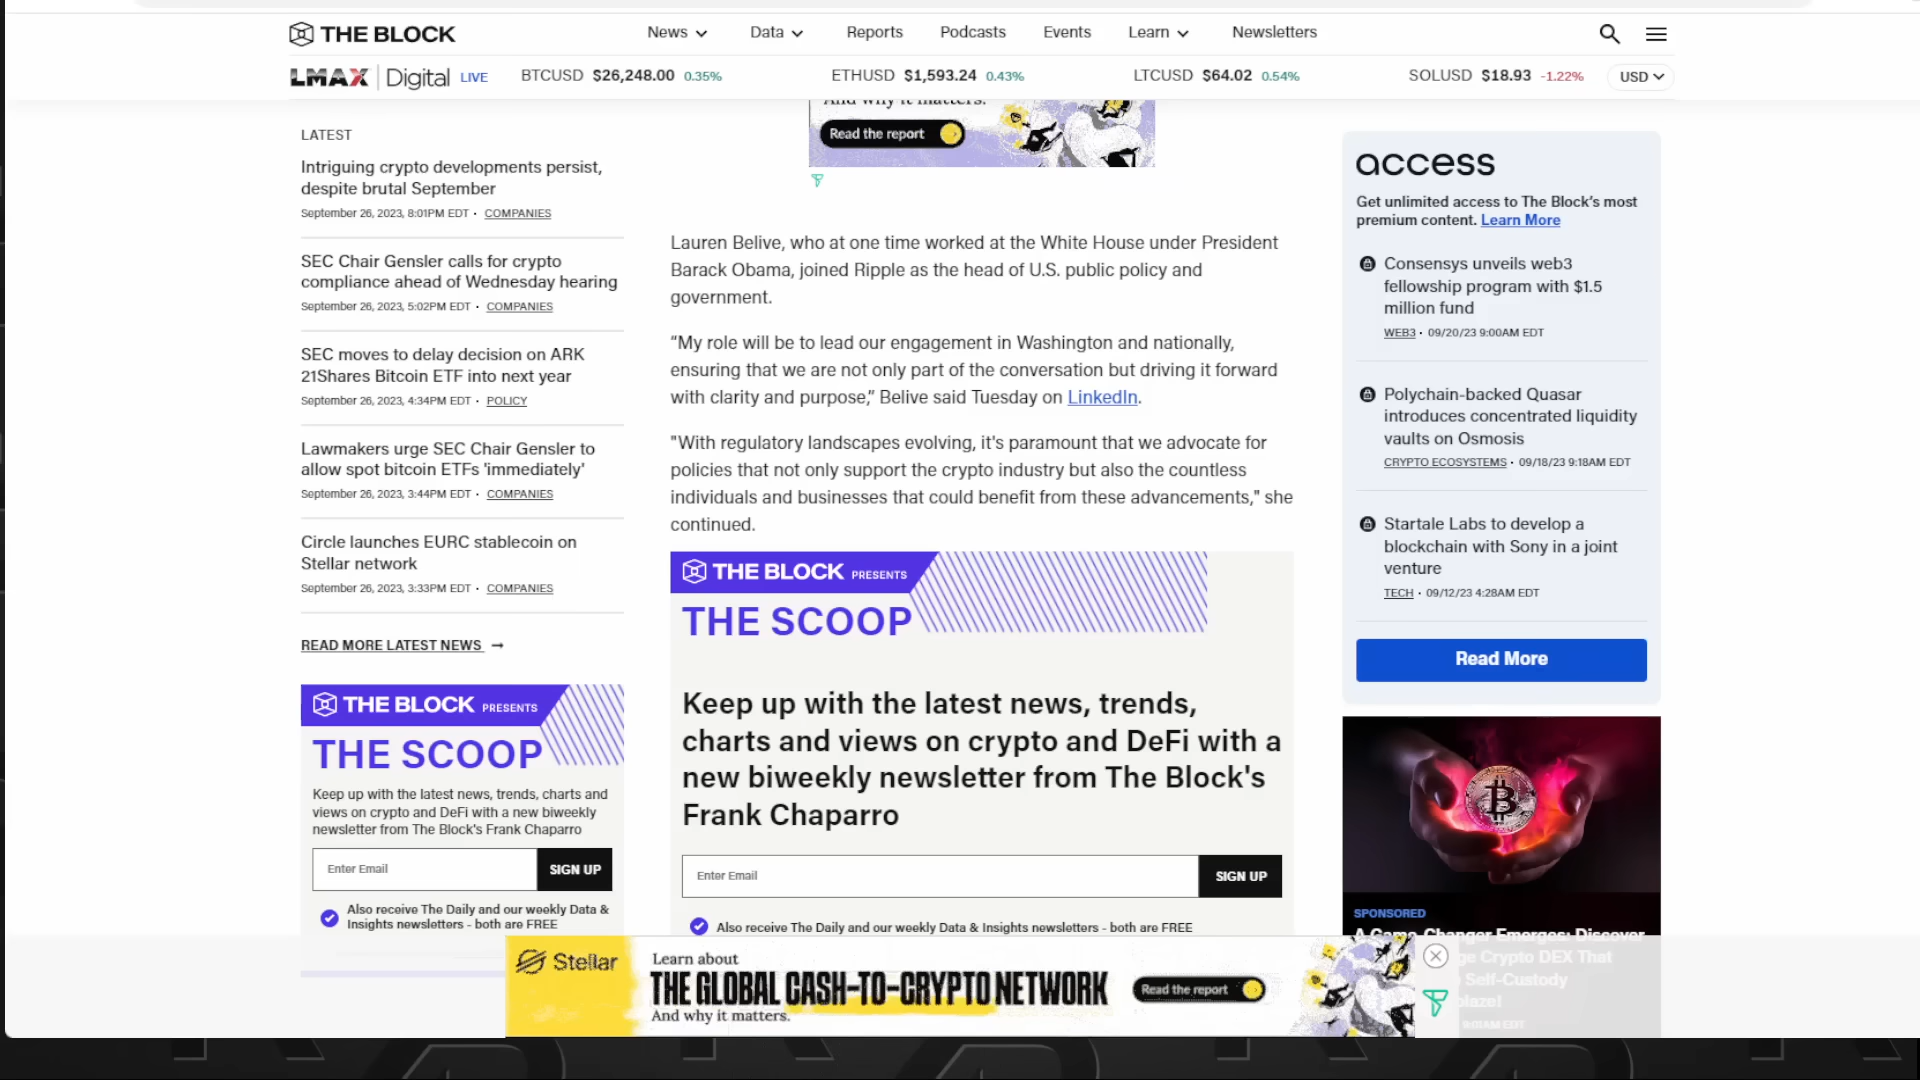 THE BLOCK
News
Data
Reports
Podcasts
Events
Learn
Newsletters
LMAX Digital LIVE
BTCUSD $26,248.00 0.35%
ETHUSD $1,593.24 0.43%
LTCUSD $64.02 0.54%
SOLUSD $18.93 -1.22%
USD
LATEST
Intriguing crypto developments persist,
despite brutal September
September 26, 2023, 8:01PM EDT · COMPANIES
SEC Chair Gensler calls for crypto
compliance ahead of Wednesday hearing
September 26, 2023, 5:02PM EDT · COMPANIES
SEC moves to delay decision on ARK
21Shares Bitcoin ETF into next year
September 26, 2023, 4:34PM EDT · POLICY
Lawmakers urge SEC Chair Gensler to
allow spot bitcoin ETFs 'immediately'
September 26, 2023, 3:44PM EDT · COMPANIES
Circle launches EURC stablecoin on
Stellar network
September 26, 2023, 3:33PM EDT · COMPANIES
READ MORE LATEST NEWS →
THE BLOCK PRESENTS
THE SCOOP
Keep up with the latest news, trends, charts and
views on crypto and DeFi with a new biweekly
newsletter from The Block's Frank Chaparro
Enter Email
SIGN UP
Also receive The Daily and our weekly Data &
Insights newsletters - both are FREE
And why it matters.
Read the report
Lauren Belive, who at one time worked at the White House under President
Barack Obama, joined Ripple as the head of U.S. public policy and
government.
“My role will be to lead our engagement in Washington and nationally,
ensuring that we are not only part of the conversation but driving it forward
with clarity and purpose,” Belive said Tuesday on LinkedIn.
"With regulatory landscapes evolving, it's paramount that we advocate for
policies that not only support the crypto industry but also the countless
individuals and businesses that could benefit from these advancements," she
continued.
THE BLOCK PRESENTS
THE SCOOP
Keep up with the latest news, trends,
charts and views on crypto and DeFi with a
new biweekly newsletter from The Block's
Frank Chaparro
Enter Email
SIGN UP
Also receive The Daily and our weekly Data & Insights newsletters - both are FREE
access
Get unlimited access to The Block's most
premium content. Learn More
Consensys unveils web3
fellowship program with $1.5
million fund
WEB3 · 09/20/23 9:00AM EDT
Polychain-backed Quasar
introduces concentrated liquidity
vaults on Osmosis
CRYPTO ECOSYSTEMS · 09/18/23 9:18AM EDT
Startale Labs to develop a
blockchain with Sony in a joint
venture
TECH · 09/12/23 4:28AM EDT
Read More
SPONSORED
A Game-Changer Emerges: Discover
Crypto DEX That
Self-Custody
Stellar
Learn about
THE GLOBAL CASH-TO-CRYPTO NETWORK
And why it matters.
Read the report